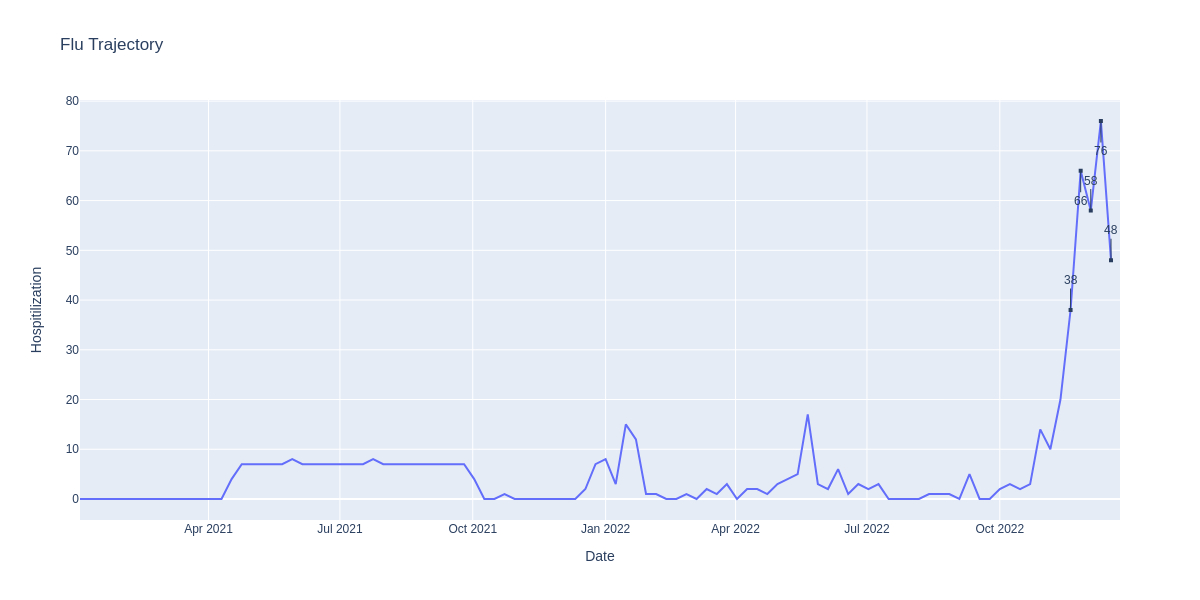 Flu Trajectory
80
70
60
50
40
30
20
10
0
Hospitilization
76
58
66
48
38
Apr 2021
Jul 2021
Oct 2021
Jan 2022
Apr 2022
Jul 2022
Oct 2022
Date